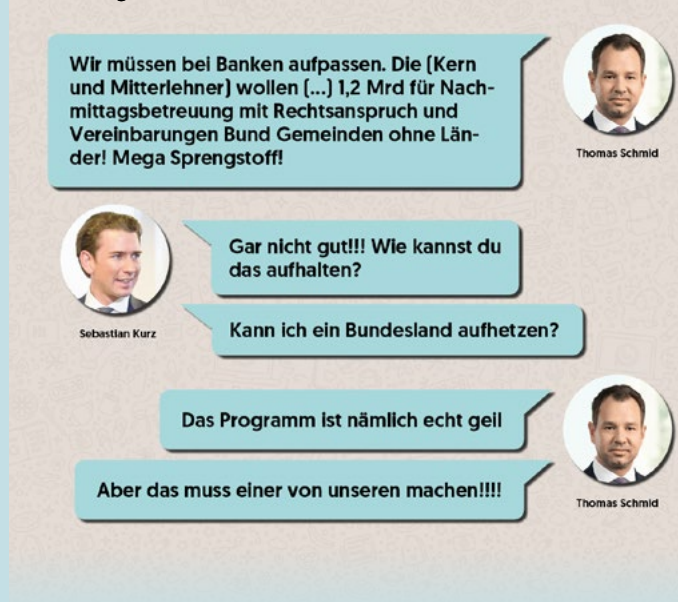 Wir müssen bei Banken aufpassen. Die (Kern
und Mitterlehner) wollen (...) 1,2 Mrd für Nach-
mittagsbetreuung mit Rechtsanspruch und
Vereinbarungen Bund Gemeinden ohne Län-
der! Mega Sprengstoff!
Thomas Schmid
Gar nicht gut!!! Wie kannst du
das aufhalten?
Kann ich ein Bundesland aufhetzen?
Sebastian Kurz
Das Programm ist nämlich echt geil
Aber das muss einer von unseren machen!!!!
Thomas Schmid